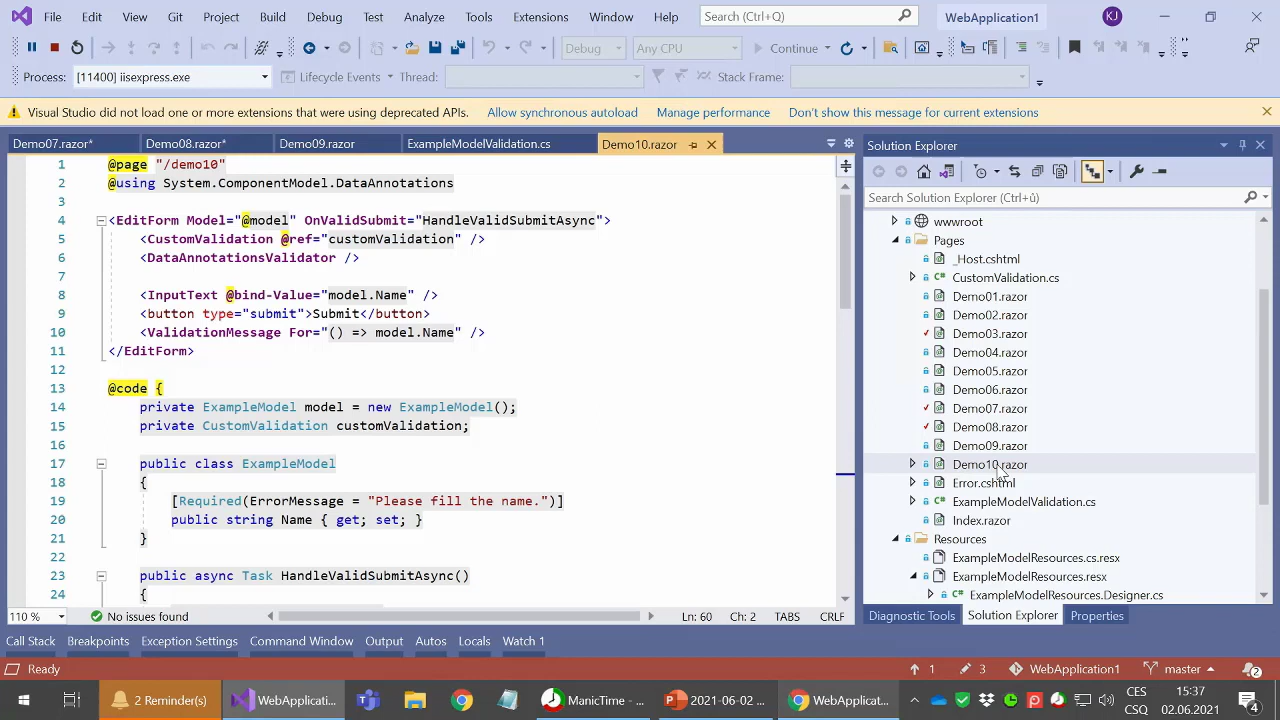 File Edit View Git Project Build Debug Test Analyze Tools Extensions Window Help Search (Ctrl+Q) WebApplication1 KJ
Debug Any CPU Continue
Process: [11400] iisexpress.exe Lifecycle Events Thread: Stack Frame:
Visual Studio did not load one or more extensions that were using deprecated APIs. Allow synchronous autoload Manage performance Don't show this message for current extensions
Demo07.razor* Demo08.razor* Demo09.razor ExampleModelValidation.cs Demo10.razor
1 @page "/demo10"
2 @using System.ComponentModel.DataAnnotations
3
4 <EditForm Model="@model" OnValidSubmit="HandleValidSubmitAsync">
5 <CustomValidation @ref="customValidation" />
6 <DataAnnotationsValidator />
7
8 <InputText @bind-Value="model.Name" />
9 <button type="submit">Submit</button>
10 <ValidationMessage For="() => model.Name" />
11 </EditForm>
12
13 @code {
14 private ExampleModel model = new ExampleModel();
15 private CustomValidation customValidation;
16
17 public class ExampleModel
18 {
19 [Required(ErrorMessage = "Please fill the name.")]
20 public string Name { get; set; }
21 }
22
23 public async Task HandleValidSubmitAsync()
24 {
110 % No issues found Ln: 60 Ch: 2 TABS CRLF
Solution Explorer
Search Solution Explorer (Ctrl+ů)
wwwroot
Pages
_Host.cshtml
CustomValidation.cs
Demo01.razor
Demo02.razor
Demo03.razor
Demo04.razor
Demo05.razor
Demo06.razor
Demo07.razor
Demo08.razor
Demo09.razor
Demo10.razor
Error.cshtml
ExampleModelValidation.cs
Index.razor
Resources
ExampleModelResources.cs.resx
ExampleModelResources.resx
ExampleModelResources.Designer.cs
Diagnostic Tools Solution Explorer Properties
Call Stack Breakpoints Exception Settings Command Window Output Autos Locals Watch 1
Ready 1 3 WebApplication1 master 2
2 Reminder(s) WebApplicati... ManicTime - ... 2021-06-02 ... WebApplicat... CES 15:37
CSQ 02.06.2021 4